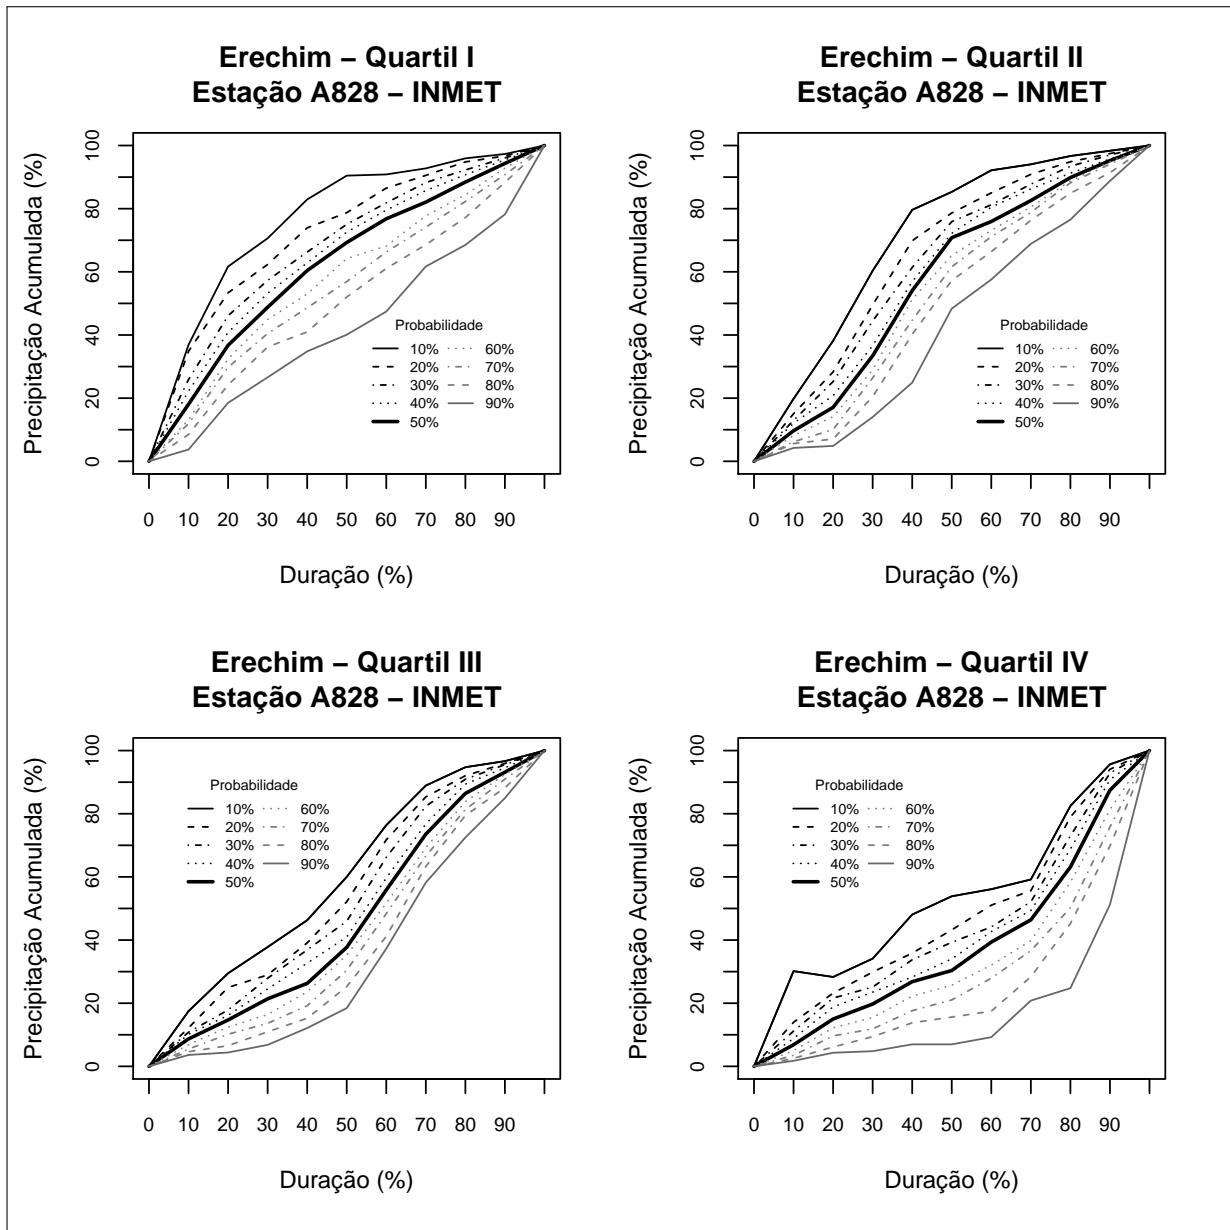 Erechim – Quartil I
Estação A828 – INMET
Precipitação Acumulada (%)
100
80
60
40
20
0
Probabilidade
10%
20%
30%
40%
50%
60%
70%
80%
90%
0 10 20 30 40 50 60 70 80 90
Duração (%)
Erechim – Quartil II
Estação A828 – INMET
Precipitação Acumulada (%)
100
80
60
40
20
0
Probabilidade
10%
20%
30%
40%
50%
60%
70%
80%
90%
0 10 20 30 40 50 60 70 80 90
Duração (%)
Erechim – Quartil III
Estação A828 – INMET
Precipitação Acumulada (%)
100
80
60
40
20
0
Probabilidade
10%
20%
30%
40%
50%
60%
70%
80%
90%
0 10 20 30 40 50 60 70 80 90
Duração (%)
Erechim – Quartil IV
Estação A828 – INMET
Precipitação Acumulada (%)
100
80
60
40
20
0
Probabilidade
10%
20%
30%
40%
50%
60%
70%
80%
90%
0 10 20 30 40 50 60 70 80 90
Duração (%)